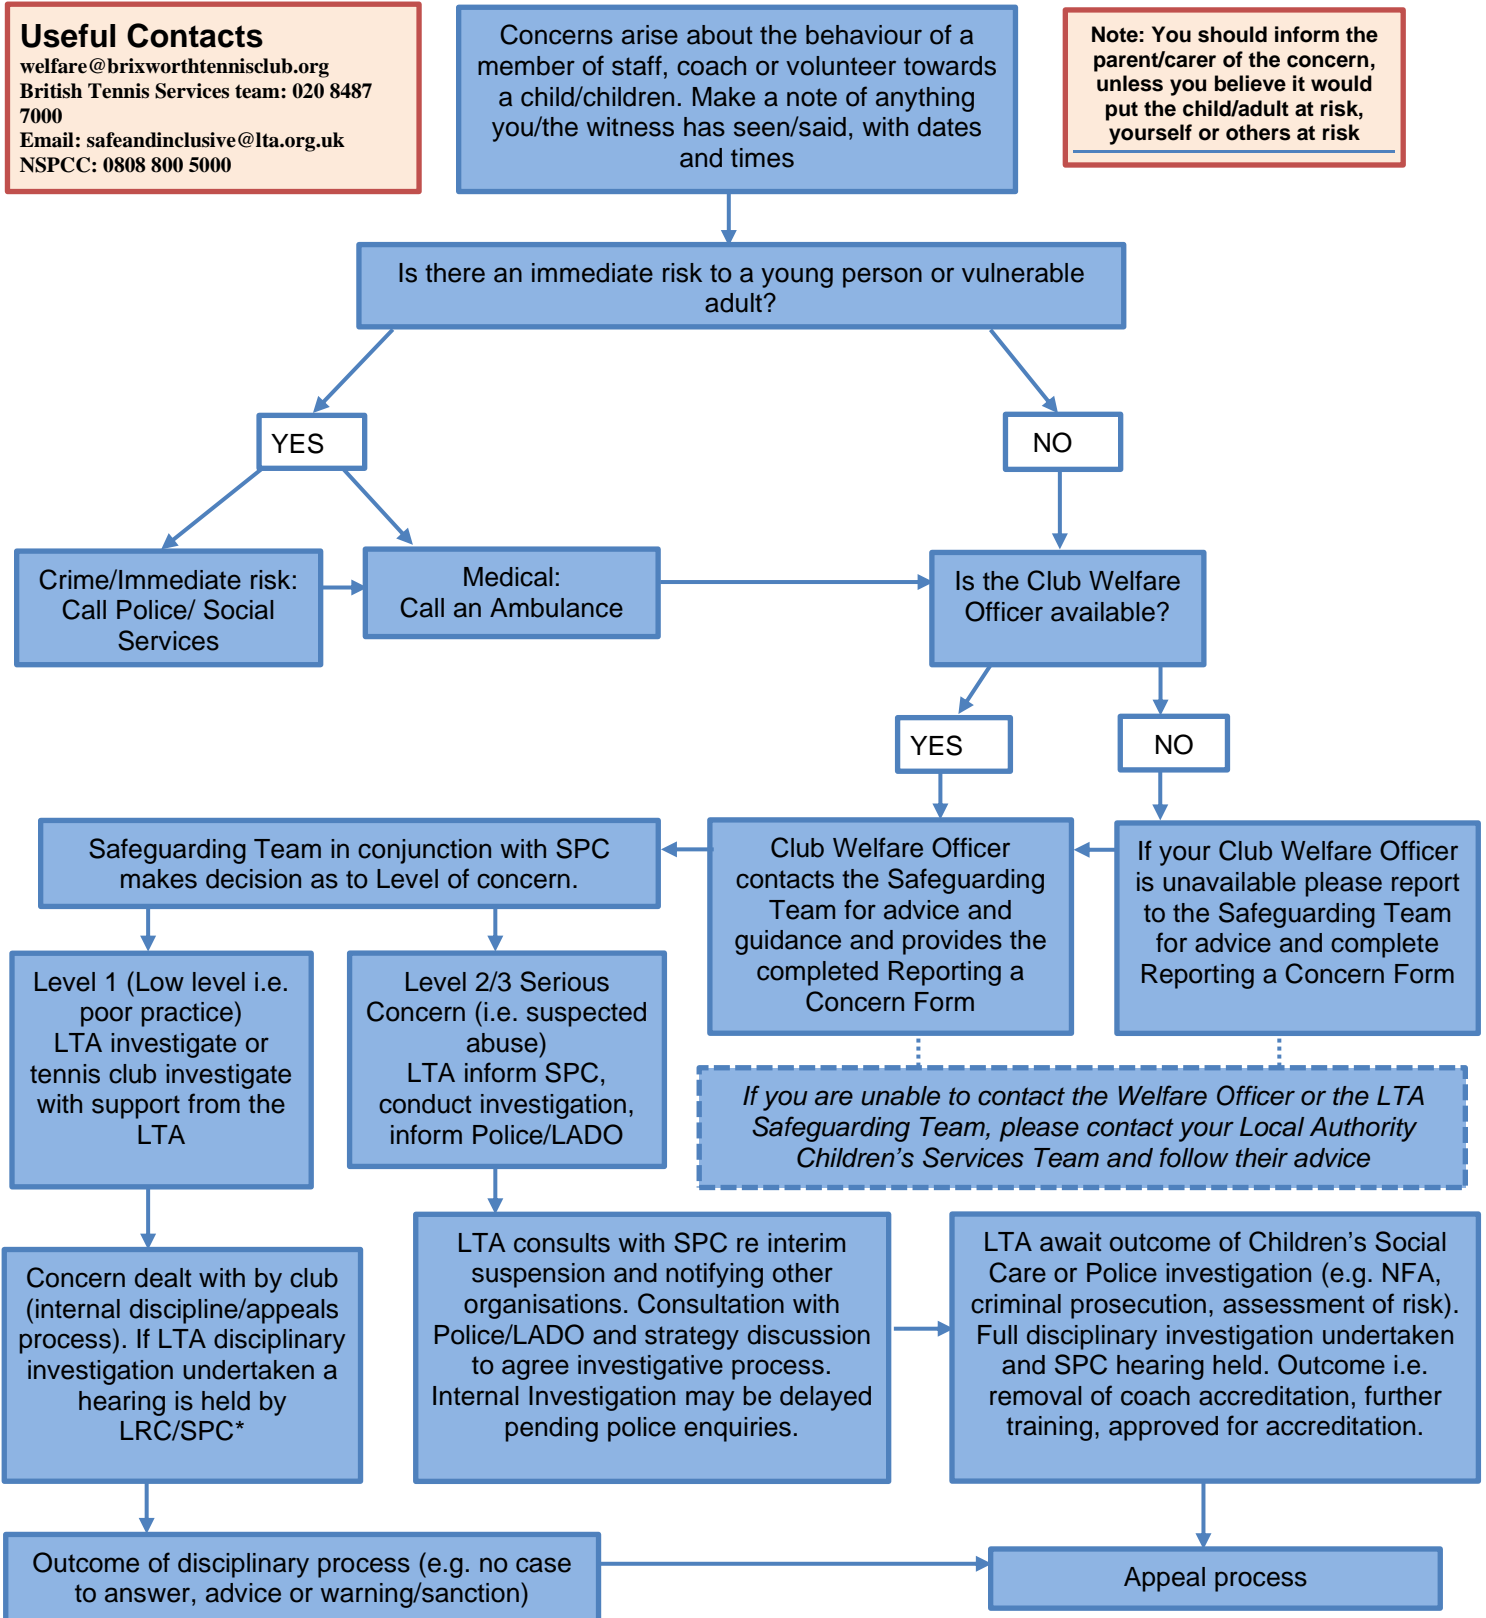 Useful Contacts
welfare@brixworthtennisclub.org
British Tennis Services team: 020 8487
7000
Email: safeandinclusive@lta.org.uk
NSPCC: 0808 800 5000
Concerns arise about the behaviour of a
member of staff, coach or volunteer towards
a child/children. Make a note of anything
you/the witness has seen/said, with dates
and times
Note: You should inform the
parent/carer of the concern,
unless you believe it would
put the child/adult at risk,
yourself or others at risk
Is there an immediate risk to a young person or vulnerable
adult?
YES
NO
Crime/Immediate risk:
Call Police/ Social
Services
Medical:
Call an Ambulance
Is the Club Welfare
Officer available?
YES
NO
Safeguarding Team in conjunction with SPC
makes decision as to Level of concern.
Club Welfare Officer
contacts the Safeguarding
Team for advice and
guidance and provides the
completed Reporting a
Concern Form
If your Club Welfare Officer
is unavailable please report
to the Safeguarding Team
for advice and complete
Reporting a Concern Form
Level 1 (Low level i.e.
poor practice)
LTA investigate or
tennis club investigate
with support from the
LTA
Level 2/3 Serious
Concern (i.e. suspected
abuse)
LTA inform SPC,
conduct investigation,
inform Police/LADO
If you are unable to contact the Welfare Officer or the LTA
Safeguarding Team, please contact your Local Authority
Children’s Services Team and follow their advice
Concern dealt with by club
(internal discipline/appeals
process). If LTA disciplinary
investigation undertaken a
hearing is held by
LRC/SPC*
LTA consults with SPC re interim
suspension and notifying other
organisations. Consultation with
Police/LADO and strategy discussion
to agree investigative process.
Internal Investigation may be delayed
pending police enquiries.
LTA await outcome of Children’s Social
Care or Police investigation (e.g. NFA,
criminal prosecution, assessment of risk).
Full disciplinary investigation undertaken
and SPC hearing held. Outcome i.e.
removal of coach accreditation, further
training, approved for accreditation.
Outcome of disciplinary process (e.g. no case
to answer, advice or warning/sanction)
Appeal process